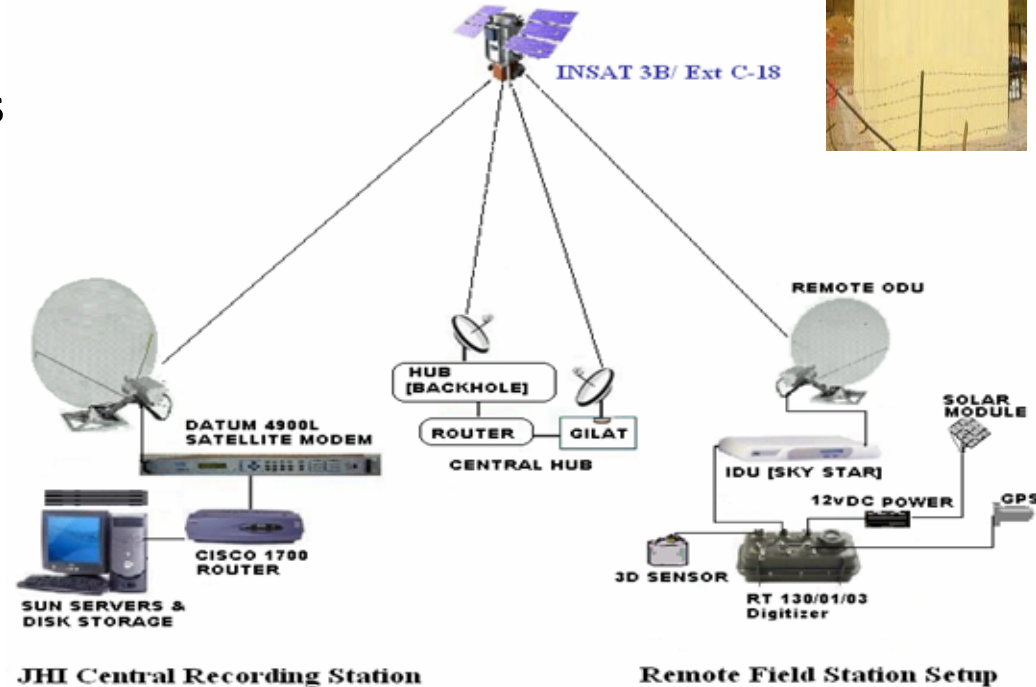 INSAT 3B/ Ext C-18
REMOTE ODU
HUB
[BACKHOLE]
ROUTER
GILAT
CENTRAL HUB
DATUM 4900L
SATELLITE MODEM
CISCO 1700
ROUTER
SUN SERVERS &
DISK STORAGE
SOLAR
MODULE
IDU [SKY STAR]
12vDC POWER
GPS
3D SENSOR
RT 130/01/03
Digitizer
JHI Central Recording Station
Remote Field Station Setup